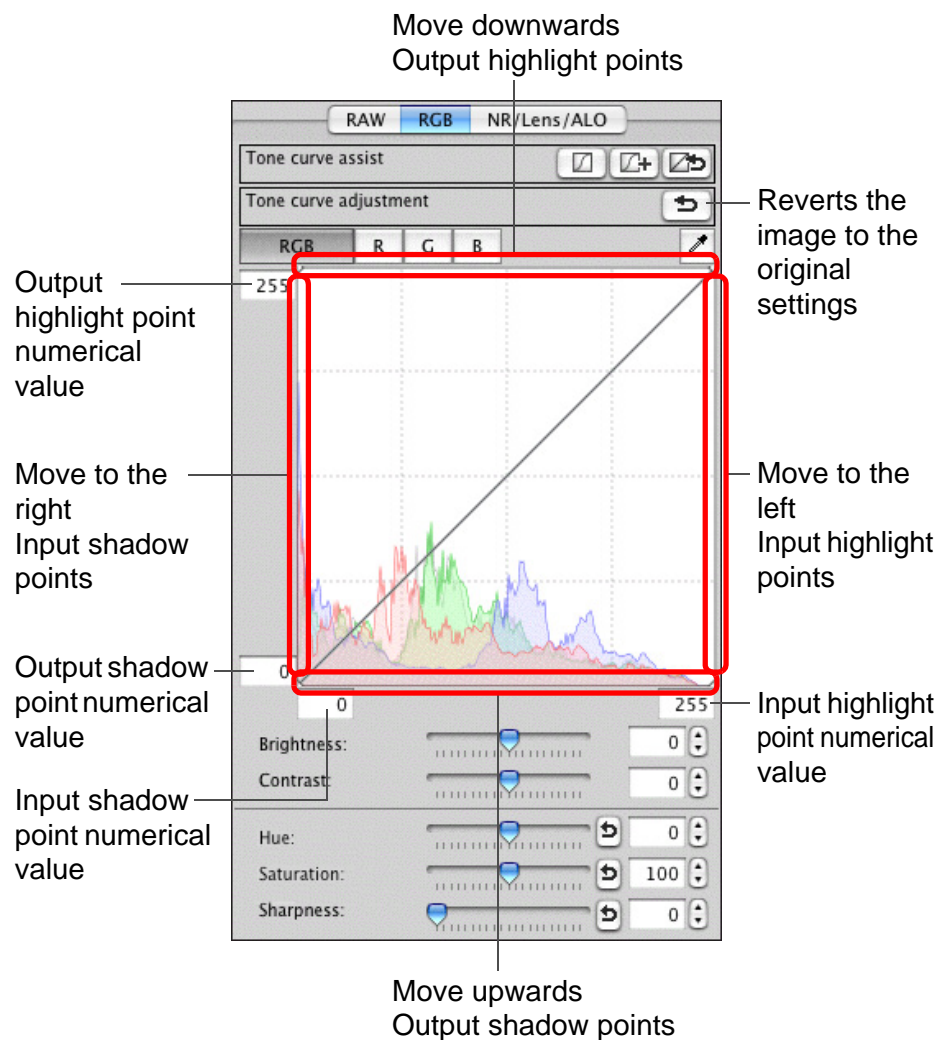 Move downwards
Output highlight points
RAW RGB NR/Lens/ALO
Tone curve assist
Tone curve adjustment
RGB R G B
Reverts the
image to the
original
settings
Output
highlight point
numerical
value
255
Move to the
right
Input shadow
points
Move to the
left
Input highlight
points
Output shadow
point numerical
value
0
0 255
Input highlight
point numerical
value
Input shadow
point numerical
value
Brightness: 0
Contrast: 0
Hue: 0
Saturation: 100
Sharpness: 0
Move upwards
Output shadow points